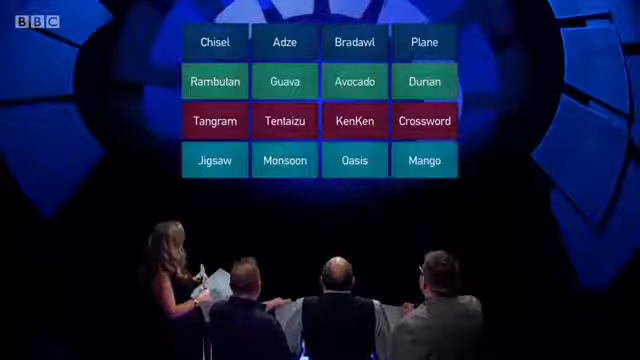 BBC
Chisel Adze Bradawl Plane
Rambutan Guava Avocado Durian
Tangram Tentaizu KenKen Crossword
Jigsaw Monsoon Oasis Mango